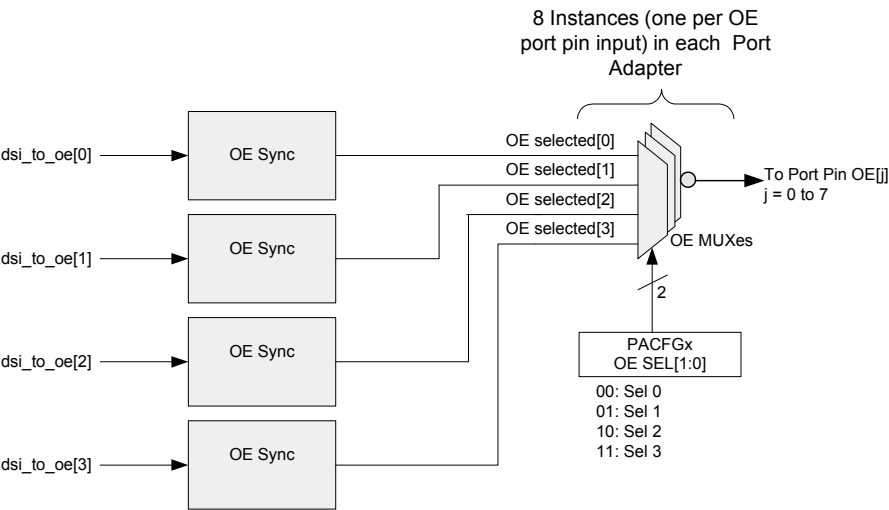 8 Instances (one per OE
port pin input) in each Port
Adapter
dsi_to_oe[0]
OE Sync
OE selected[0]
OE selected[1]
OE selected[2]
OE selected[3]
To Port Pin OE[j]
j = 0 to 7
OE MUXes
dsi_to_oe[1]
OE Sync
2
dsi_to_oe[2]
OE Sync
PACFGx
OE SEL[1:0]
00: Sel 0
01: Sel 1
10: Sel 2
11: Sel 3
dsi_to_oe[3]
OE Sync